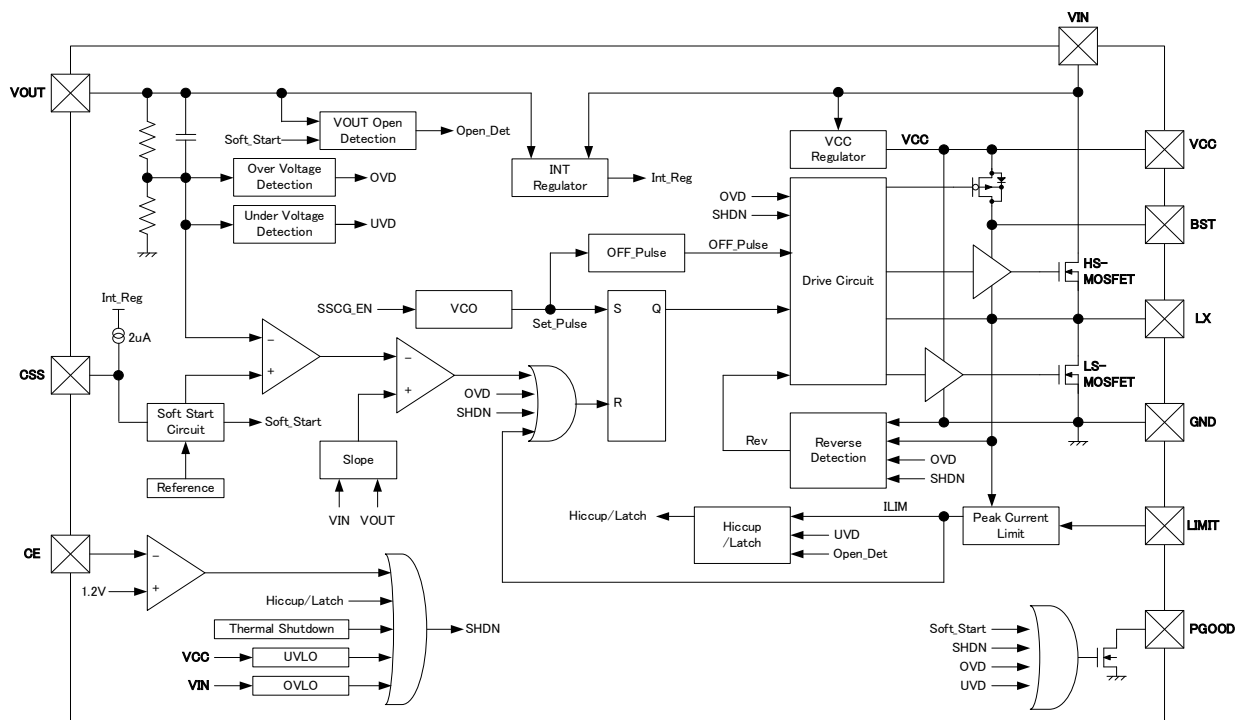 VIN
VOUT
VOUT Open
Detection
Soft_Start
Open_Det
VCC
Regulator
VCC
VCC
Over Voltage
Detection
OVD
INT
Regulator
Int_Reg
OVD
SHDN
Under Voltage
Detection
UVD
BST
OFF_Pulse
OFF_Pulse
Drive Circuit
HS-
MOSFET
Int_Reg
2uA
SSCG_EN
VCO
Set_Pulse
S
Q
LX
−
+
−
+
CSS
OVD
SHDN
R
LS-
MOSFET
Soft Start
Circuit
Soft_Start
GND
Rev
Reverse
Detection
OVD
SHDN
Slope
Reference
VIN
VOUT
Hiccup/Latch
Hiccup
/Latch
ILIM
UVD
Open_Det
Peak Current
Limit
LIMIT
CE
−
+
1.2V
Hiccup/Latch
Thermal Shutdown
SHDN
VCC
UVLO
VIN
OVLO
Soft_Start
SHDN
OVD
UVD
PGOOD